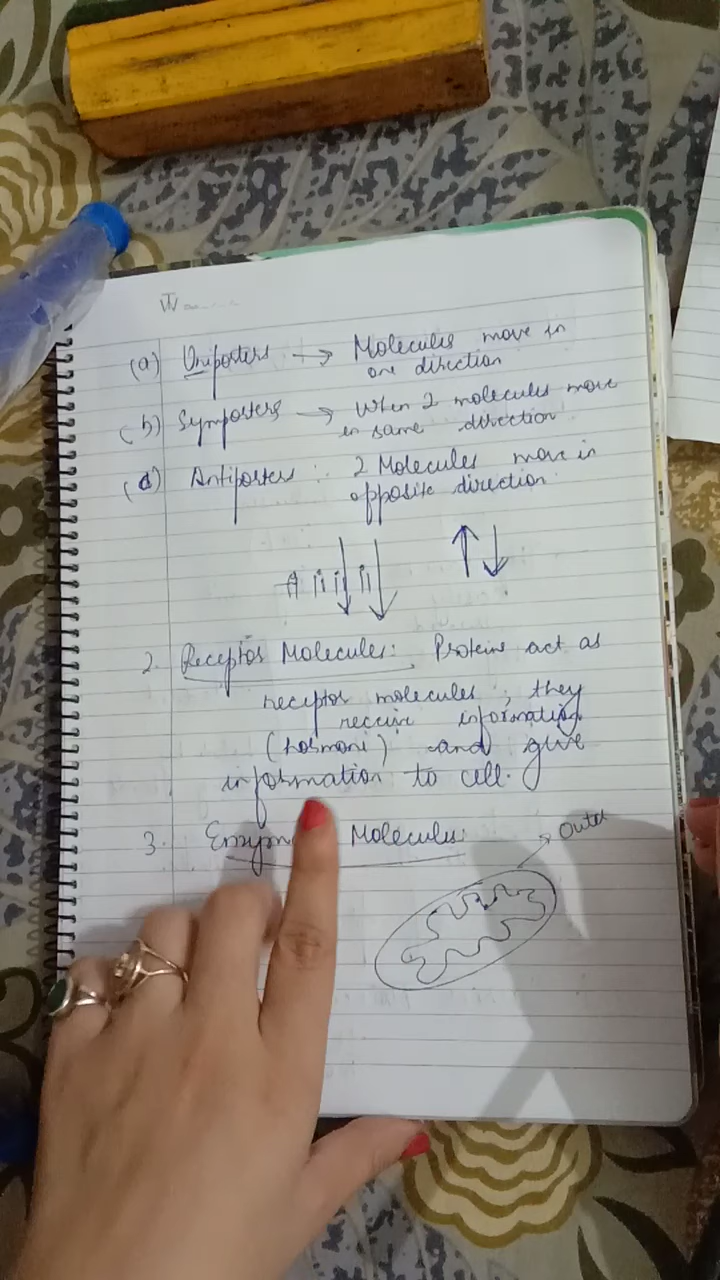 (a) Uniporters → Molecules move in
one direction
(b) Symporters → When 2 molecules move
in same direction
(d) Antiporters : 2 Molecules move in
opposite direction
2. Receptor Molecules: Proteins act as
receptor molecules, they
receive information
(hormone) and give
information to cell.
3. Molecules
Outer